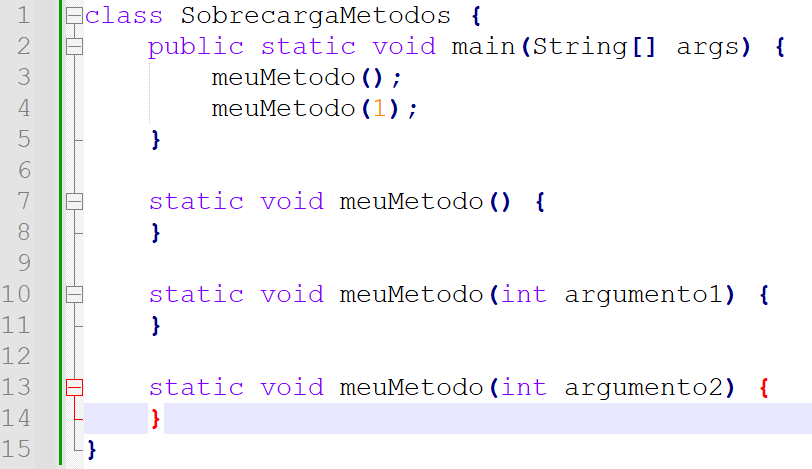 1 class SobrecargaMetodos {
2 public static void main(String[] args) {
3 meuMetodo();
4 meuMetodo(1);
5 }
6
7 static void meuMetodo() {
8 }
9
10 static void meuMetodo(int argumento1) {
11 }
12
13 static void meuMetodo(int argumento2) {
14 }
15 }